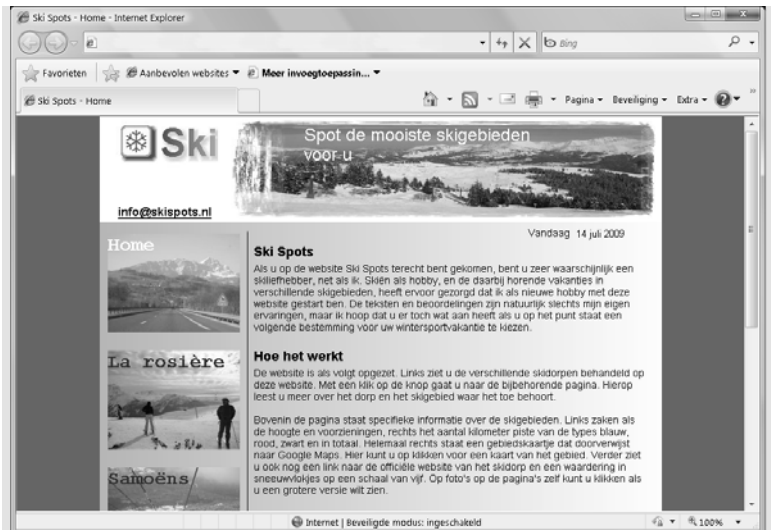 Ski Spots - Home - Internet Explorer
Bing
Favorieten
Aanbevolen websites
Meer invoegtoepassin...
Ski Spots - Home
Pagina
Beveiliging
Extra
Ski
Spot de mooiste skigebieden
voor u
info@skispots.nl
Vandaag 14 juli 2009
Home
Ski Spots
Als u op de website Ski Spots terecht bent gekomen, bent u zeer waarschijnlijk een
skiliefhebber, net als ik. Skiën als hobby, en de daarbij horende vakanties in
verschillende skigebieden, heeft ervoor gezorgd dat ik als nieuwe hobby met deze
website gestart ben. De teksten en beoordelingen zijn natuurlijk slechts mijn eigen
ervaringen, maar ik hoop dat u er toch wat aan heeft als u op het punt staat een
volgende bestemming voor uw wintersportvakantie te kiezen.
La rosière
Hoe het werkt
De website is als volgt opgezet. Links ziet u de verschillende skidorpen behandeld op
deze website. Met een klik op de knop gaat u naar de bijbehorende pagina. Hierop
leest u meer over het dorp en het skigebied waar het toe behoort.
Bovenin de pagina staat specifieke informatie over de skigebieden. Links zaken als
de hoogte en voorzieningen, rechts het aantal kilometer piste van de types blauw,
rood, zwart en in totaal. Helemaal rechts staat een gebiedskaartje dat doorverwijst
naar Google Maps. Hier kunt u op klikken voor een kaart van het gebied. Verder ziet
u ook nog een link naar de officiële website van het skidorp en een waardering in
sneeuwvlokjes op een schaal van vijf. Op foto's op de pagina's zelf kunt u klikken als
u een grotere versie wilt zien.
Samoëns
Internet | Beveiligde modus: ingeschakeld
100%